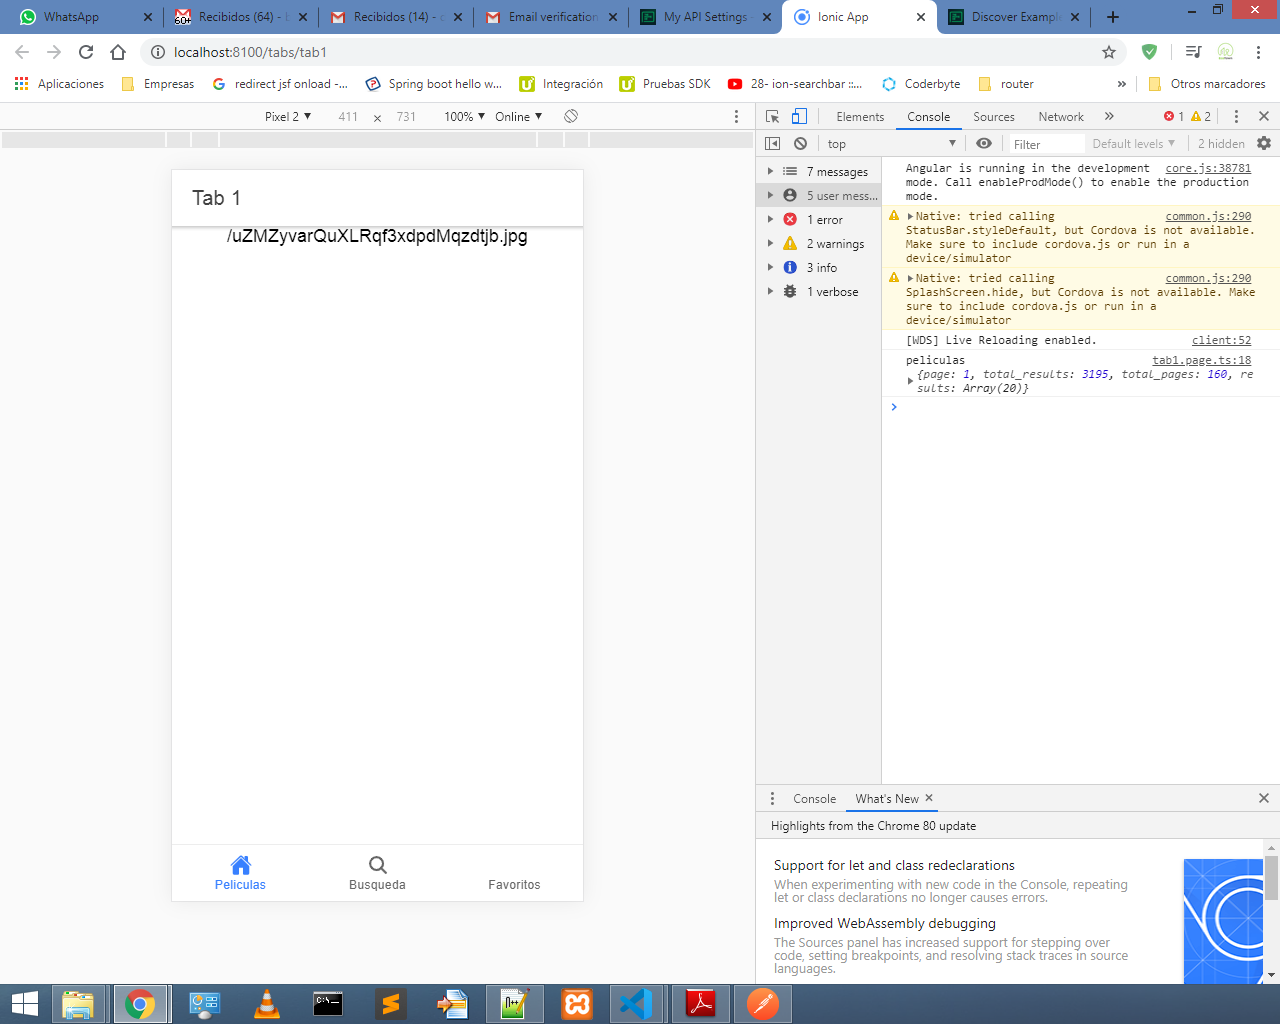 WhatsApp
60+
Recibidos (64) - b
Recibidos (14) - c
Email verification
My API Settings
Ionic App
Discover Exampl
localhost:8100/tabs/tab1
Aplicaciones
Empresas
redirect jsf onload -...
Spring boot hello w...
Integración
Pruebas SDK
28- ion-searchbar ::...
Coderbyte
router
»
Otros marcadores
Pixel 2 ▼
411
×
731
100% ▼
Online ▼
Elements
Console
Sources
Network
»
1
2
top
▼
Filter
Default levels ▼
2 hidden
7 messages
5 user mess...
1 error
2 warnings
3 info
1 verbose
Angular is running in the development core.js:38781
mode. Call enableProdMode() to enable the production
mode.
Native: tried calling common.js:290
StatusBar.styleDefault, but Cordova is not available.
Make sure to include cordova.js or run in a
device/simulator
Native: tried calling common.js:290
SplashScreen.hide, but Cordova is not available. Make
sure to include cordova.js or run in a
device/simulator
[WDS] Live Reloading enabled. client:52
peliculas tab1.page.ts:18
{page: 1, total_results: 3195, total_pages: 160, re
sults: Array(20)}
Tab 1
/uZMZyvarQuXLRqf3xdpdMqzdtjb.jpg
Peliculas
Busqueda
Favoritos
Console
What's New
Highlights from the Chrome 80 update
Support for let and class redeclarations
When experimenting with new code in the Console, repeating
let or class declarations no longer causes errors.
Improved WebAssembly debugging
The Sources panel has increased support for stepping over
code, setting breakpoints, and resolving stack traces in source
languages.